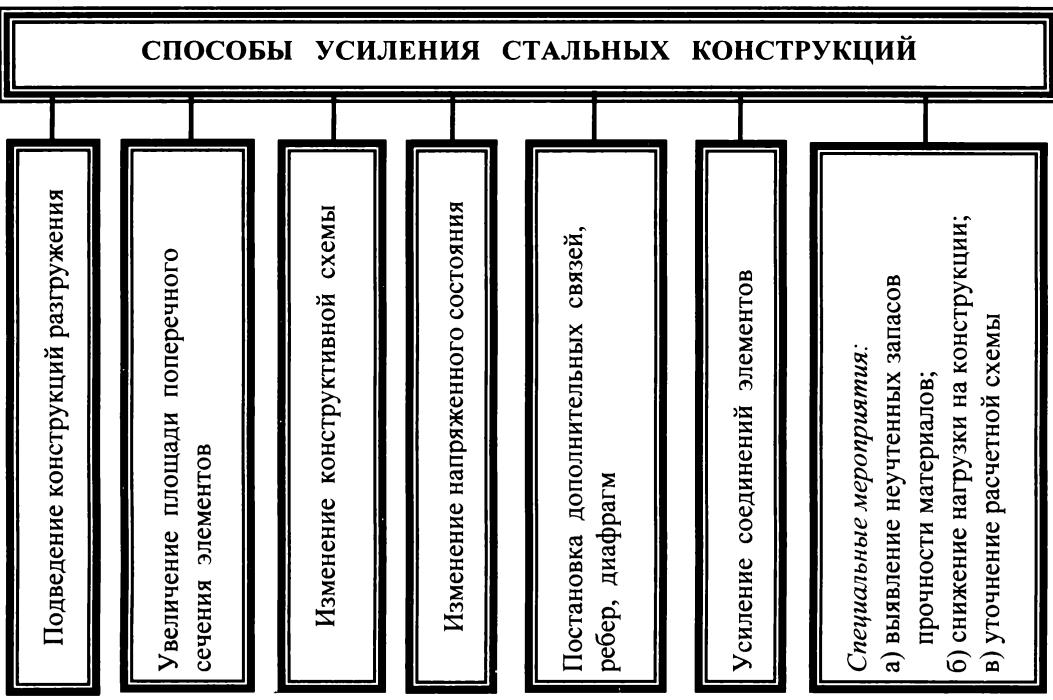 СПОСОБЫ УСИЛЕНИЯ СТАЛЬНЫХ КОНСТРУКЦИЙ
Подведение конструкций разгружения
Увеличение площади поперечного
сечения элементов
Изменение конструктивной схемы
Изменение напряженного состояния
Постановка дополнительных связей,
ребер, диафрагм
Усиление соединений элементов
Специальные мероприятия:
а) выявление неучтенных запасов
прочности материалов;
б) снижение нагрузки на конструкции;
в) уточнение расчетной схемы